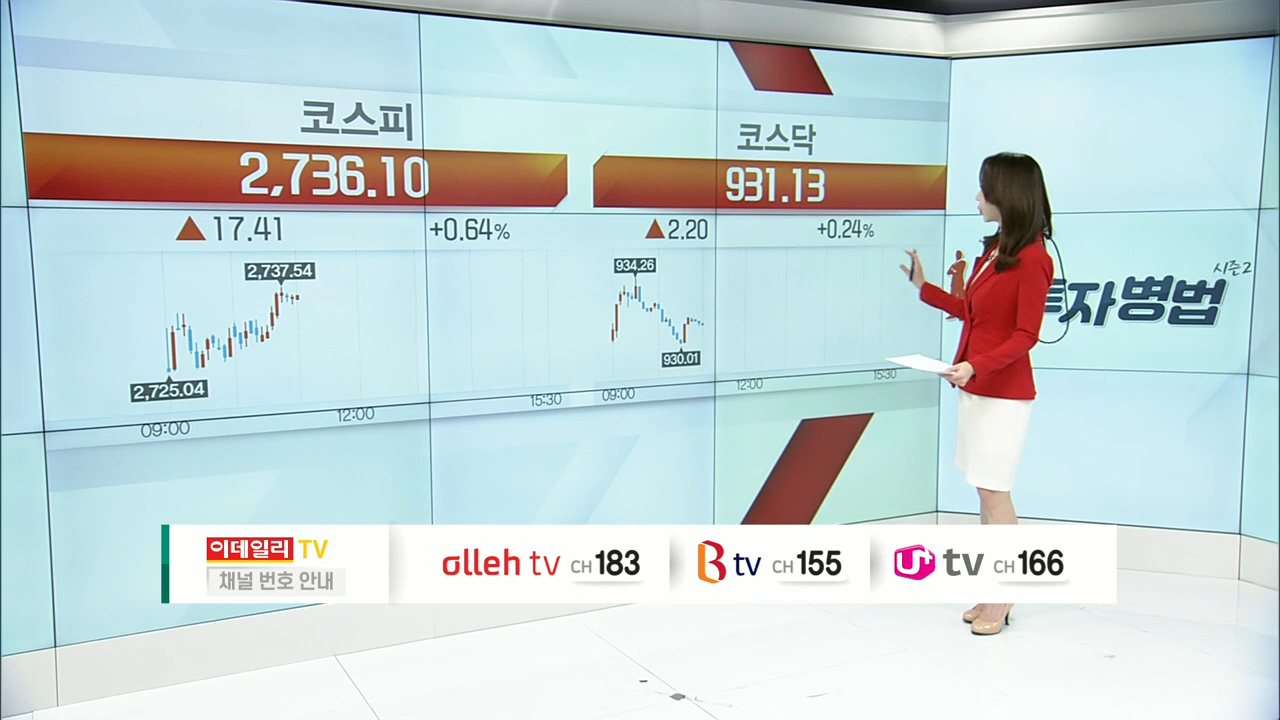 코스피
2,736.10
▲17.41 +0.64%
2,737.54
2,725.04
09:00 12:00 15:30
코스닥
931.13
▲2.20 +0.24%
934.26
930.01
09:00 12:00 15:30
시즌2
투자병법
이데일리 TV
채널 번호 안내
olleh tv CH 183
B tv CH 155
U+ tv CH 166